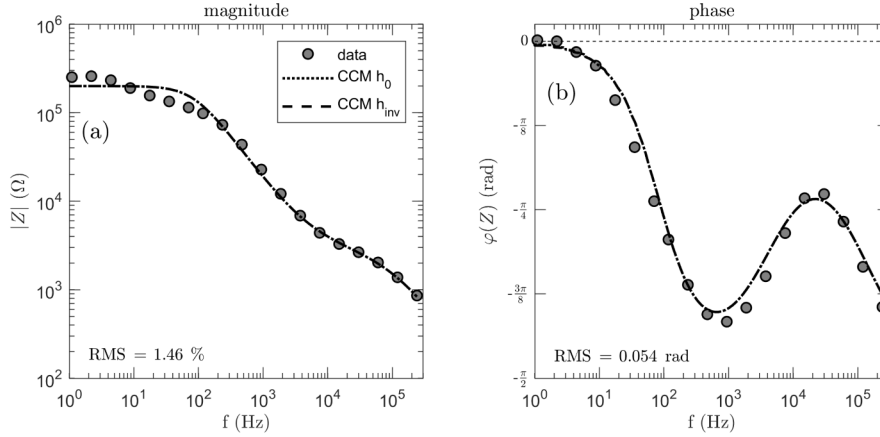 magnitude
10^6
10^5
10^4
10^3
10^2
|Z| (Ω)
(a)
data
CCM h_0
CCM h_inv
RMS = 1.46 %
10^0 10^1 10^2 10^3 10^4 10^5
f (Hz)
phase
0
-π/8
-π/4
-3π/8
-π/2
φ(Z) (rad)
(b)
RMS = 0.054 rad
10^0 10^1 10^2 10^3 10^4 10^5
f (Hz)